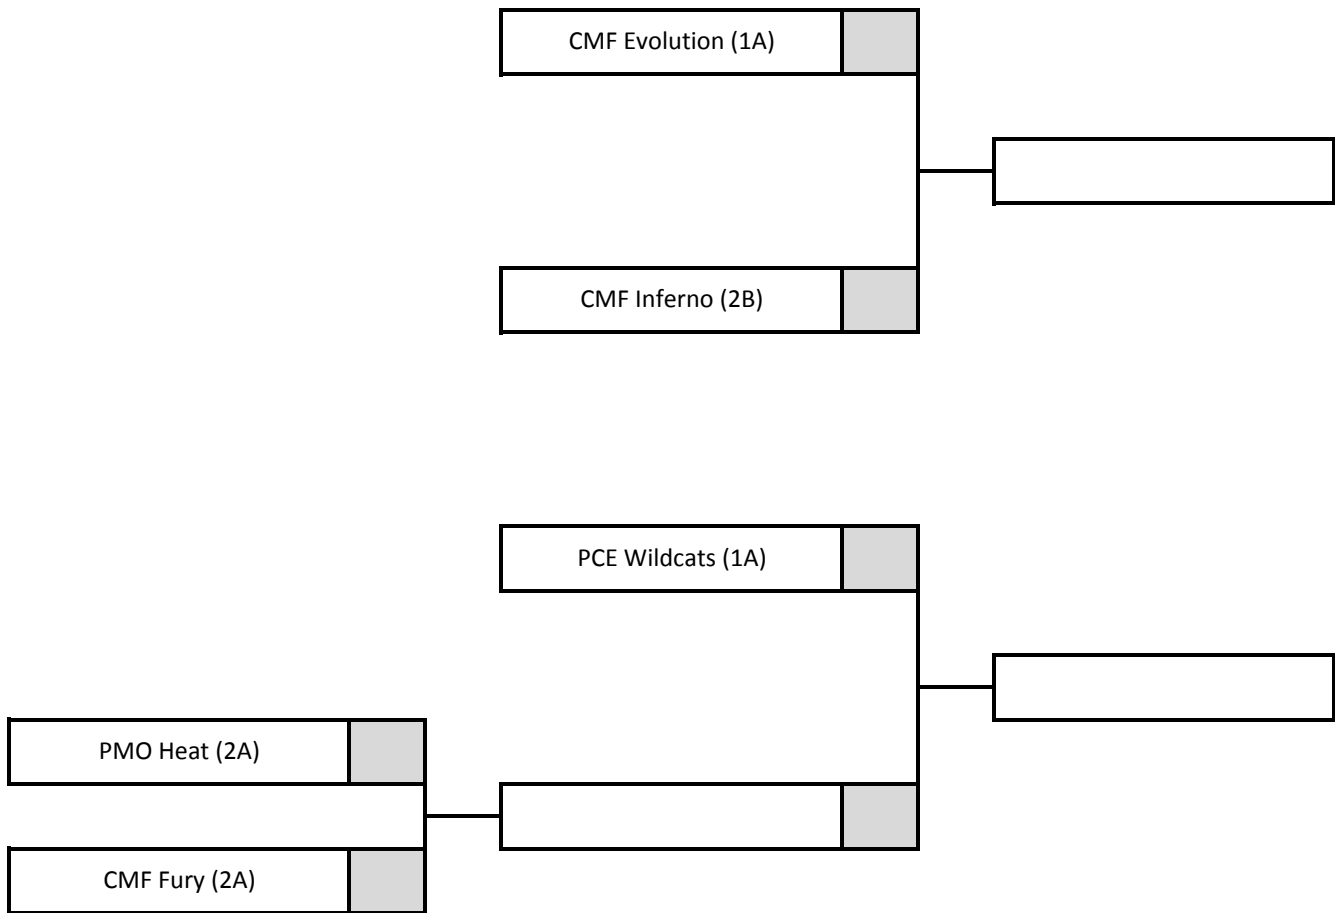 CMF Evolution (1A)
CMF Inferno (2B)
PCE Wildcats (1A)
PMO Heat (2A)
CMF Fury (2A)